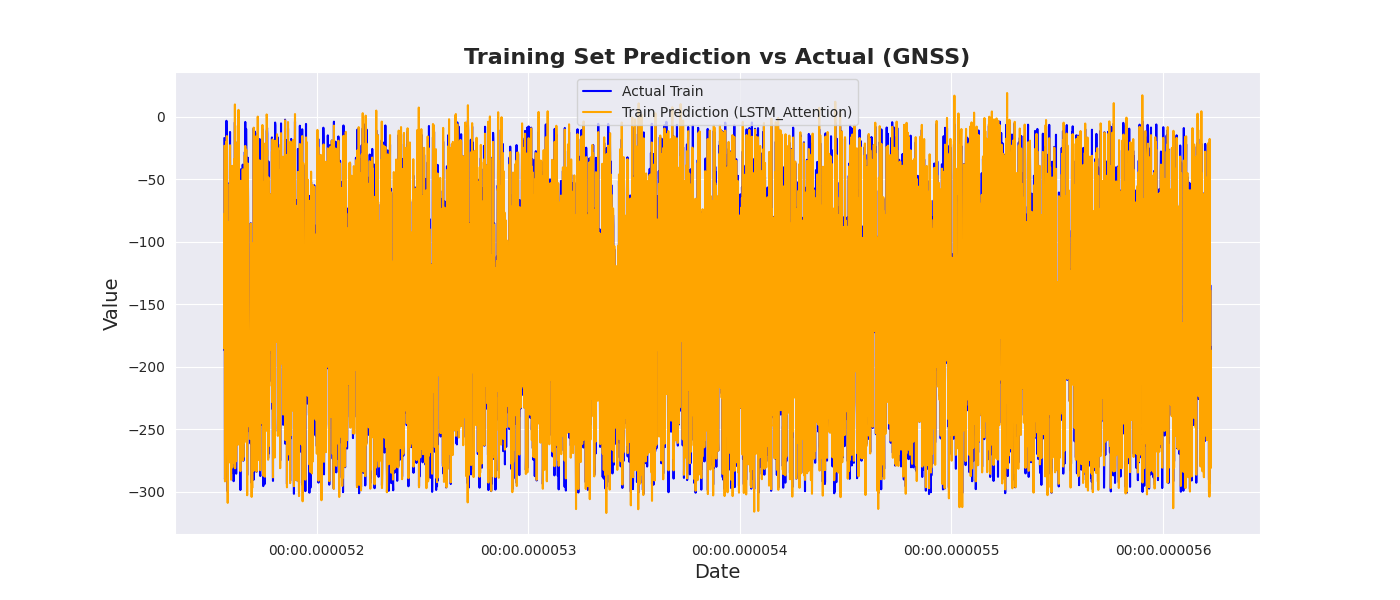 Training Set Prediction vs Actual (GNSS)
Actual Train
Train Prediction (LSTM_Attention)
Value
0
−50
−100
−150
−200
−250
−300
00:00.000052 00:00.000053 00:00.000054 00:00.000055 00:00.000056
Date